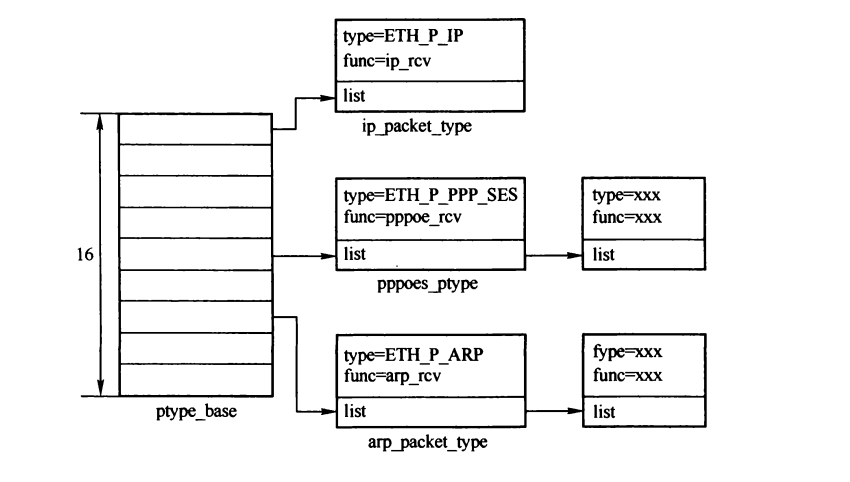 type=ETH_P_IP
func=ip_rcv
list
ip_packet_type
16
ptype_base
type=ETH_P_PPP_SES
func=pppoe_rcv
list
pppoes_ptype
type=xxx
func=xxx
list
type=ETH_P_ARP
func=arp_rcv
list
arp_packet_type
fype=xxx
func=xxx
list